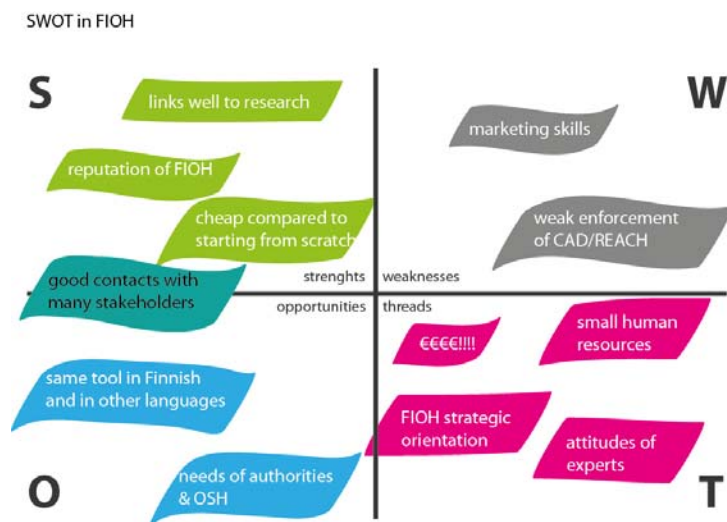 SWOT in FIOH
S
W
links well to research
marketing skills
reputation of FIOH
cheap compared to
starting from scratch
weak enforcement
of CAD/REACH
good contacts with
many stakeholders
strenghts
weaknesses
opportunities
threads
€€€€!!!!
small human
resources
same tool in Finnish
and in other languages
FIOH strategic
orientation
attitudes of
experts
needs of authorities
& OSH
O
T